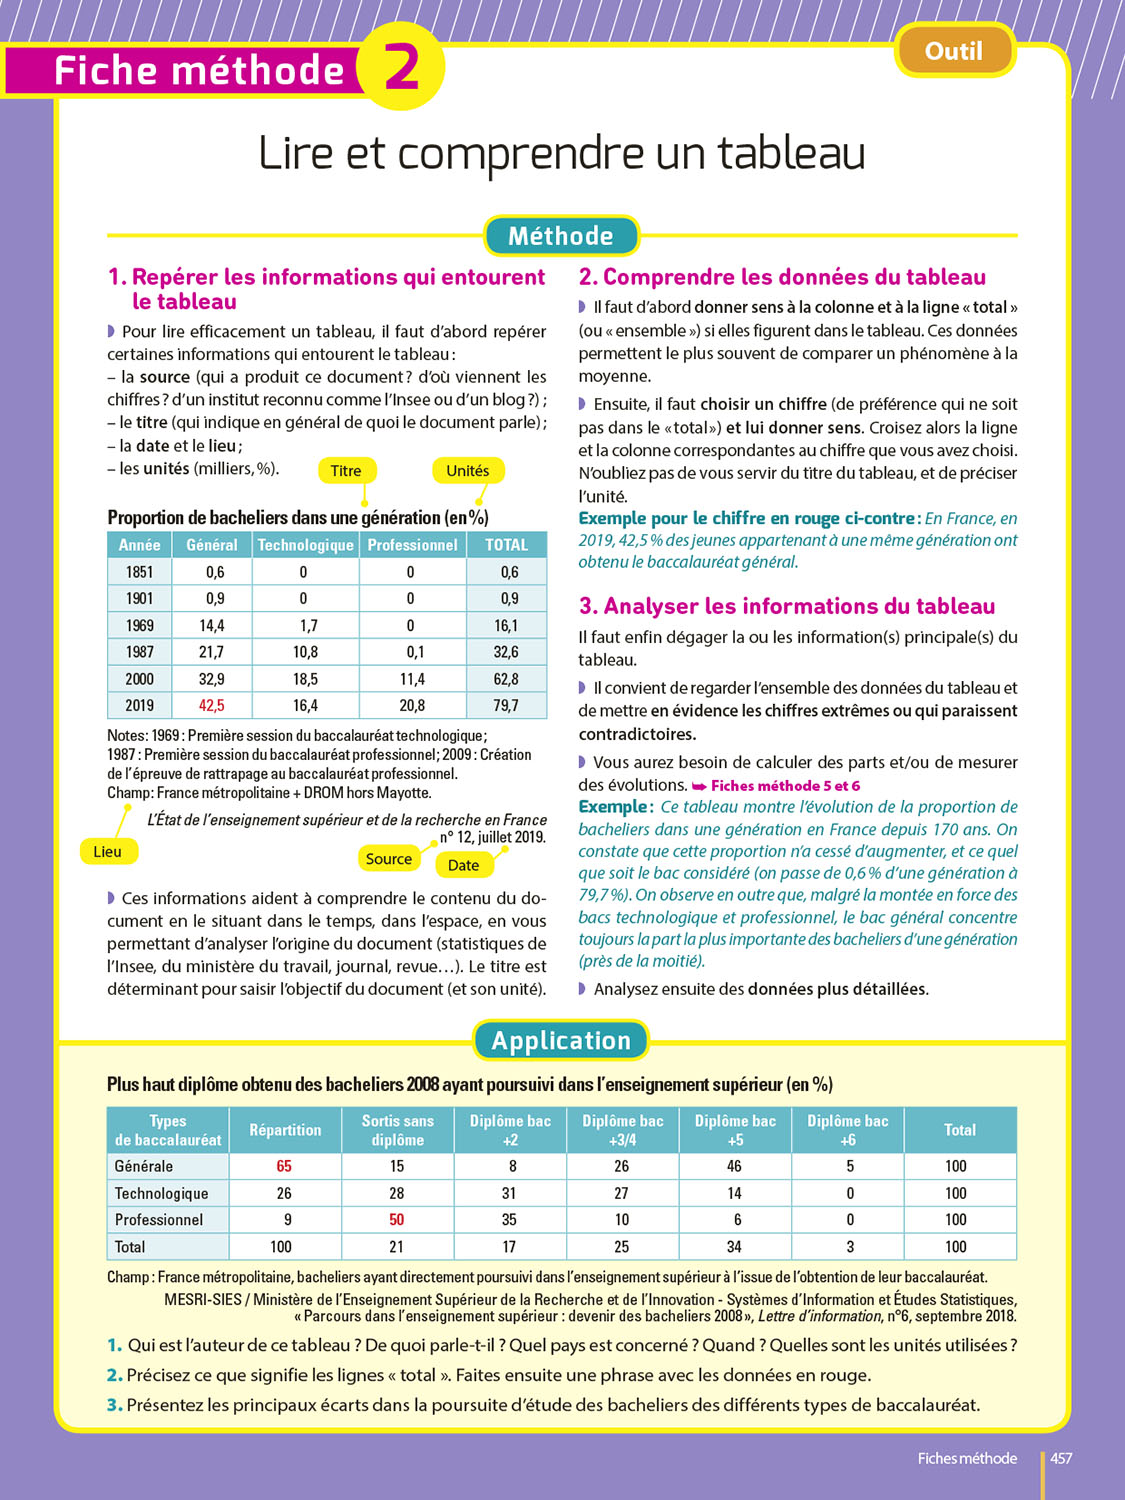 Fiche méthode 2
Outil
Lire et comprendre un tableau
Méthode
1. Repérer les informations qui entourent
le tableau
◗ Pour lire efficacement un tableau, il faut d'abord repérer
certaines informations qui entourent le tableau :
– la source (qui a produit ce document ? d'où viennent les
chiffres ? d'un institut reconnu comme l'Insee ou d'un blog ?) ;
– le titre (qui indique en général de quoi le document parle) ;
– la date et le lieu ;
– les unités (milliers, %).
Titre
Unités
Proportion de bacheliers dans une génération (en %)
Année Général Technologique Professionnel TOTAL
1851 0,6 0 0 0,6
1901 0,9 0 0 0,9
1969 14,4 1,7 0 16,1
1987 21,7 10,8 0,1 32,6
2000 32,9 18,5 11,4 62,8
2019 42,5 16,4 20,8 79,7
Notes : 1969 : Première session du baccalauréat technologique ;
1987 : Première session du baccalauréat professionnel ; 2009 : Création
de l'épreuve de rattrapage au baccalauréat professionnel.
Champ : France métropolitaine + DROM hors Mayotte.
L'État de l'enseignement supérieur et de la recherche en France
n° 12, juillet 2019.
Lieu
Source
Date
◗ Ces informations aident à comprendre le contenu du do-
cument en le situant dans le temps, dans l'espace, en vous
permettant d'analyser l'origine du document (statistiques de
l'Insee, du ministère du travail, journal, revue…). Le titre est
déterminant pour saisir l'objectif du document (et son unité).
2. Comprendre les données du tableau
◗ Il faut d'abord donner sens à la colonne et à la ligne « total »
(ou « ensemble ») si elles figurent dans le tableau. Ces données
permettent le plus souvent de comparer un phénomène à la
moyenne.
◗ Ensuite, il faut choisir un chiffre (de préférence qui ne soit
pas dans le « total ») et lui donner sens. Croisez alors la ligne
et la colonne correspondantes au chiffre que vous avez choisi.
N'oubliez pas de vous servir du titre du tableau, et de préciser
l'unité.
Exemple pour le chiffre en rouge ci-contre : En France, en
2019, 42,5 % des jeunes appartenant à une même génération ont
obtenu le baccalauréat général.
3. Analyser les informations du tableau
Il faut enfin dégager la ou les information(s) principale(s) du
tableau.
◗ Il convient de regarder l'ensemble des données du tableau et
de mettre en évidence les chiffres extrêmes ou qui paraissent
contradictoires.
◗ Vous aurez besoin de calculer des parts et/ou de mesurer
des évolutions. ➥ Fiches méthode 5 et 6
Exemple : Ce tableau montre l'évolution de la proportion de
bacheliers dans une génération en France depuis 170 ans. On
constate que cette proportion n'a cessé d'augmenter, et ce quel
que soit le bac considéré (on passe de 0,6 % d'une génération à
79,7 %). On observe en outre que, malgré la montée en force des
bacs technologique et professionnel, le bac général concentre
toujours la part la plus importante des bacheliers d'une génération
(près de la moitié).
◗ Analysez ensuite des données plus détaillées.
Application
Plus haut diplôme obtenu des bacheliers 2008 ayant poursuivi dans l'enseignement supérieur (en %)
Types de baccalauréat Répartition Sortis sans diplôme Diplôme bac +2 Diplôme bac +3/4 Diplôme bac +5 Diplôme bac +6 Total
Générale 65 15 8 26 46 5 100
Technologique 26 28 31 27 14 0 100
Professionnel 9 50 35 10 6 0 100
Total 100 21 17 25 34 3 100
Champ : France métropolitaine, bacheliers ayant directement poursuivi dans l'enseignement supérieur à l'issue de l'obtention de leur baccalauréat.
MESRI-SIES / Ministère de l'Enseignement Supérieur de la Recherche et de l'Innovation - Systèmes d'Information et Études Statistiques,
« Parcours dans l'enseignement supérieur : devenir des bacheliers 2008 », Lettre d'information, n°6, septembre 2018.
1. Qui est l'auteur de ce tableau ? De quoi parle-t-il ? Quel pays est concerné ? Quand ? Quelles sont les unités utilisées ?
2. Précisez ce que signifie les lignes « total ». Faites ensuite une phrase avec les données en rouge.
3. Présentez les principaux écarts dans la poursuite d'étude des bacheliers des différents types de baccalauréat.
Fiches méthode 457